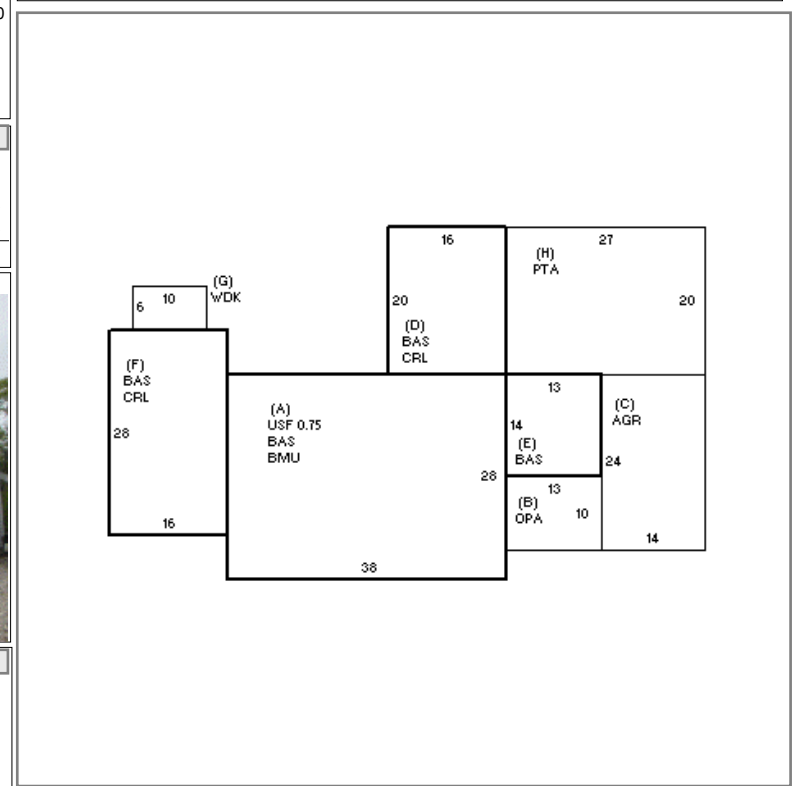 16
27
(H)
PTA
(G)
WDK
10
6
20
20
(D)
BAS
CRL
(F)
BAS
CRL
28
16
(A)
USF 0.75
BAS
BMU
28
38
13
14
(E)
BAS
(C)
AGR
24
13
(B)
OPA
10
14